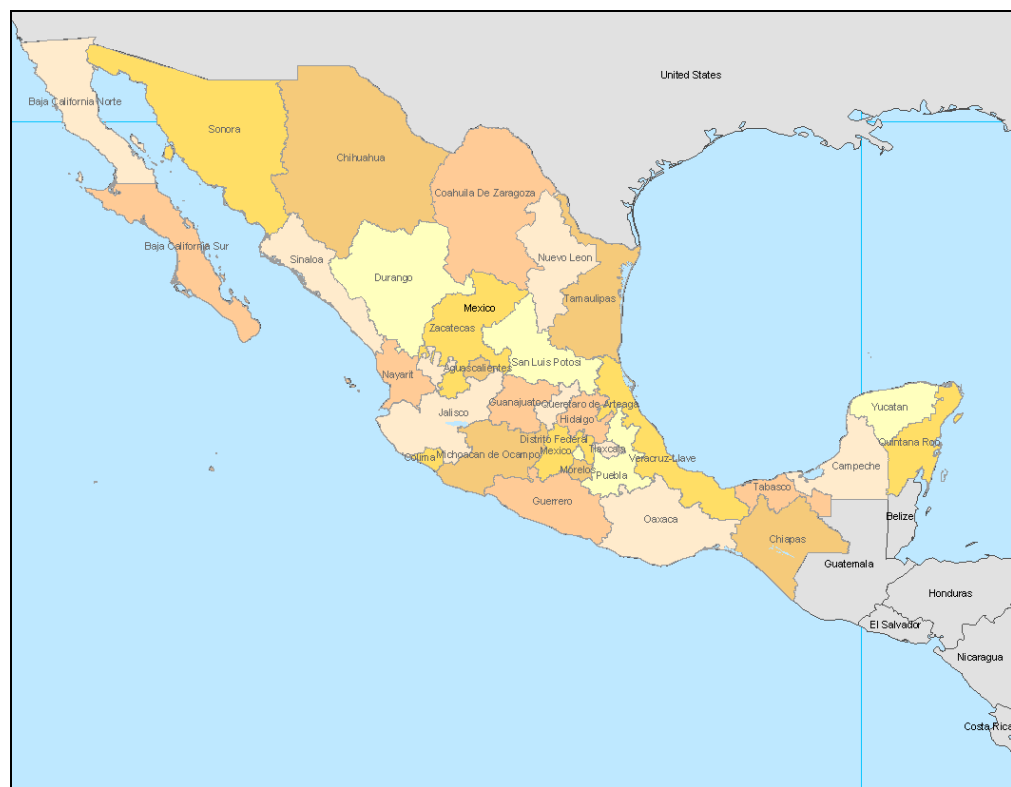 United States
Baja California Norte
Sonora
Chihuahua
Coahuila De Zaragoza
Baja California Sur
Sinaloa
Nuevo Leon
Durango
Tamaulipas
Mexico
Zacatecas
San Luis Potosi
Nayarit
Aguascalientes
Guanajuato
Queretaro de Arteaga
Yucatan
Jalisco
Hidalgo
Quintana Roo
Distrito Federal
Colima
Michoacan de Ocampo
Mexico
Tlaxcala
Veracruz-Llave
Campeche
Morelos
Puebla
Tabasco
Guerrero
Oaxaca
Belize
Chiapas
Guatemala
Honduras
El Salvador
Nicaragua
Costa Rica